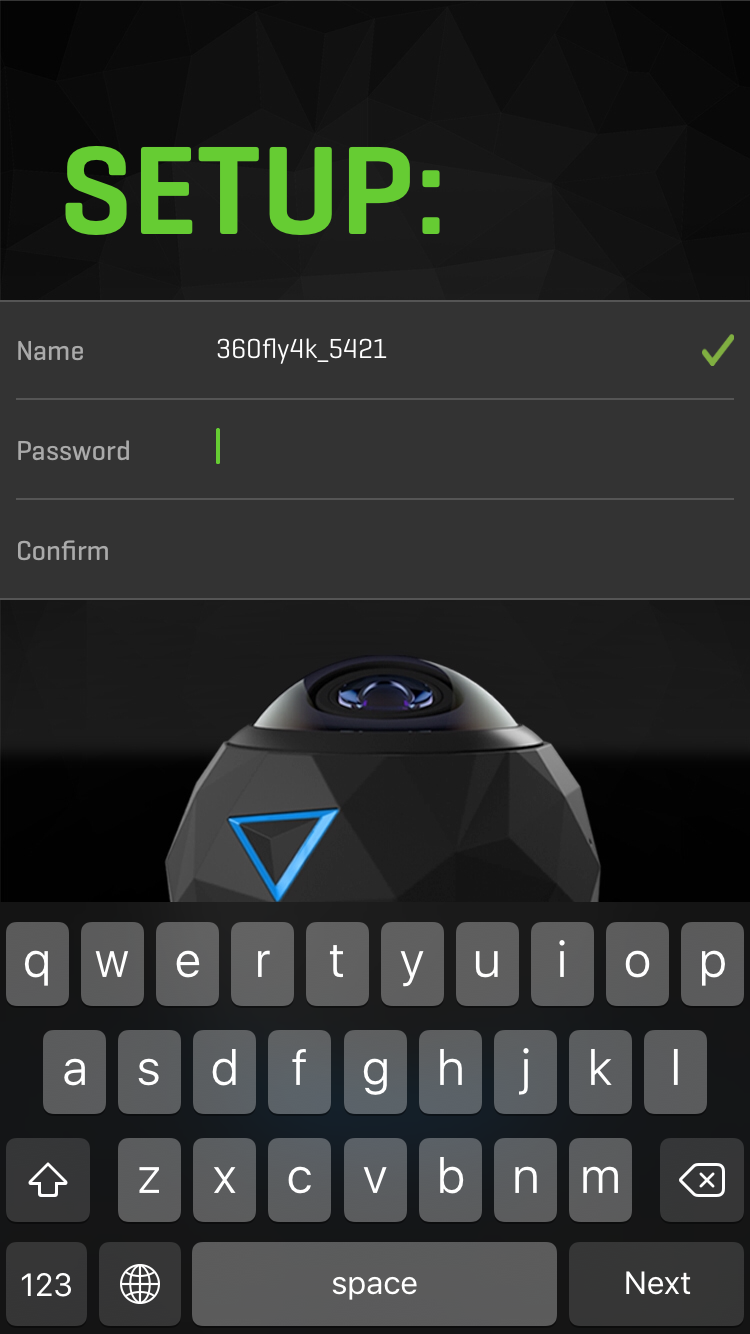 SETUP:
Name 360fly4k_5421
Password
Confirm
q w e r t y u i o p
a s d f g h j k l
z x c v b n m
123 space Next